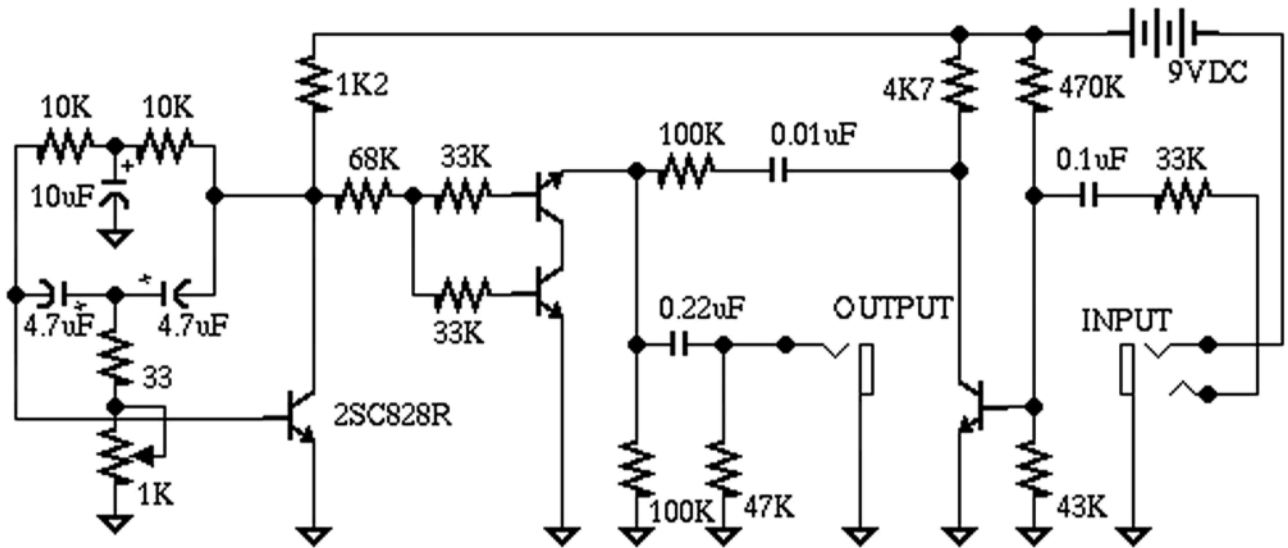 9VDC
1K2
4K7
470K
10K
10K
100K
0.01uF
68K
33K
0.1uF
33K
10uF
+
+
+
4.7uF
4.7uF
33K
0.22uF
OUTPUT
INPUT
33
2SC828R
1K
100K
47K
43K